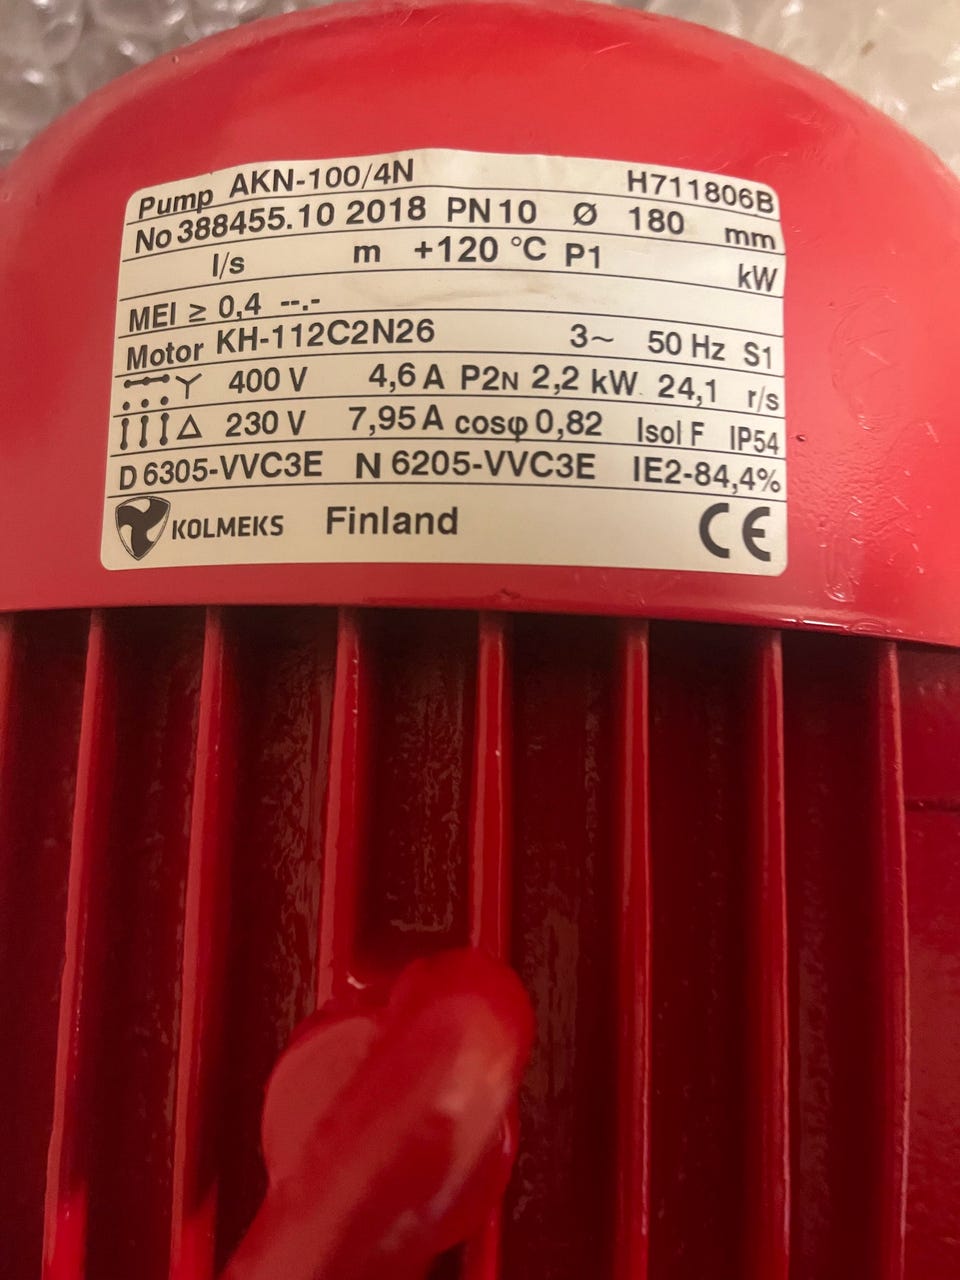 Pump AKN-100/4N H711806B
No 388455.10 2018 PN10 Ø 180 mm
l/s m +120 °C P1 kW
MEI ≥ 0,4 --.-
Motor KH-112C2N26 3~ 50 Hz S1
Y 400 V 4,6 A P2N 2,2 kW 24,1 r/s
△ 230 V 7,95 A cosφ 0,82 Isol F IP54
D 6305-VVC3E N 6205-VVC3E IE2-84,4%
KOLMEKS Finland CE